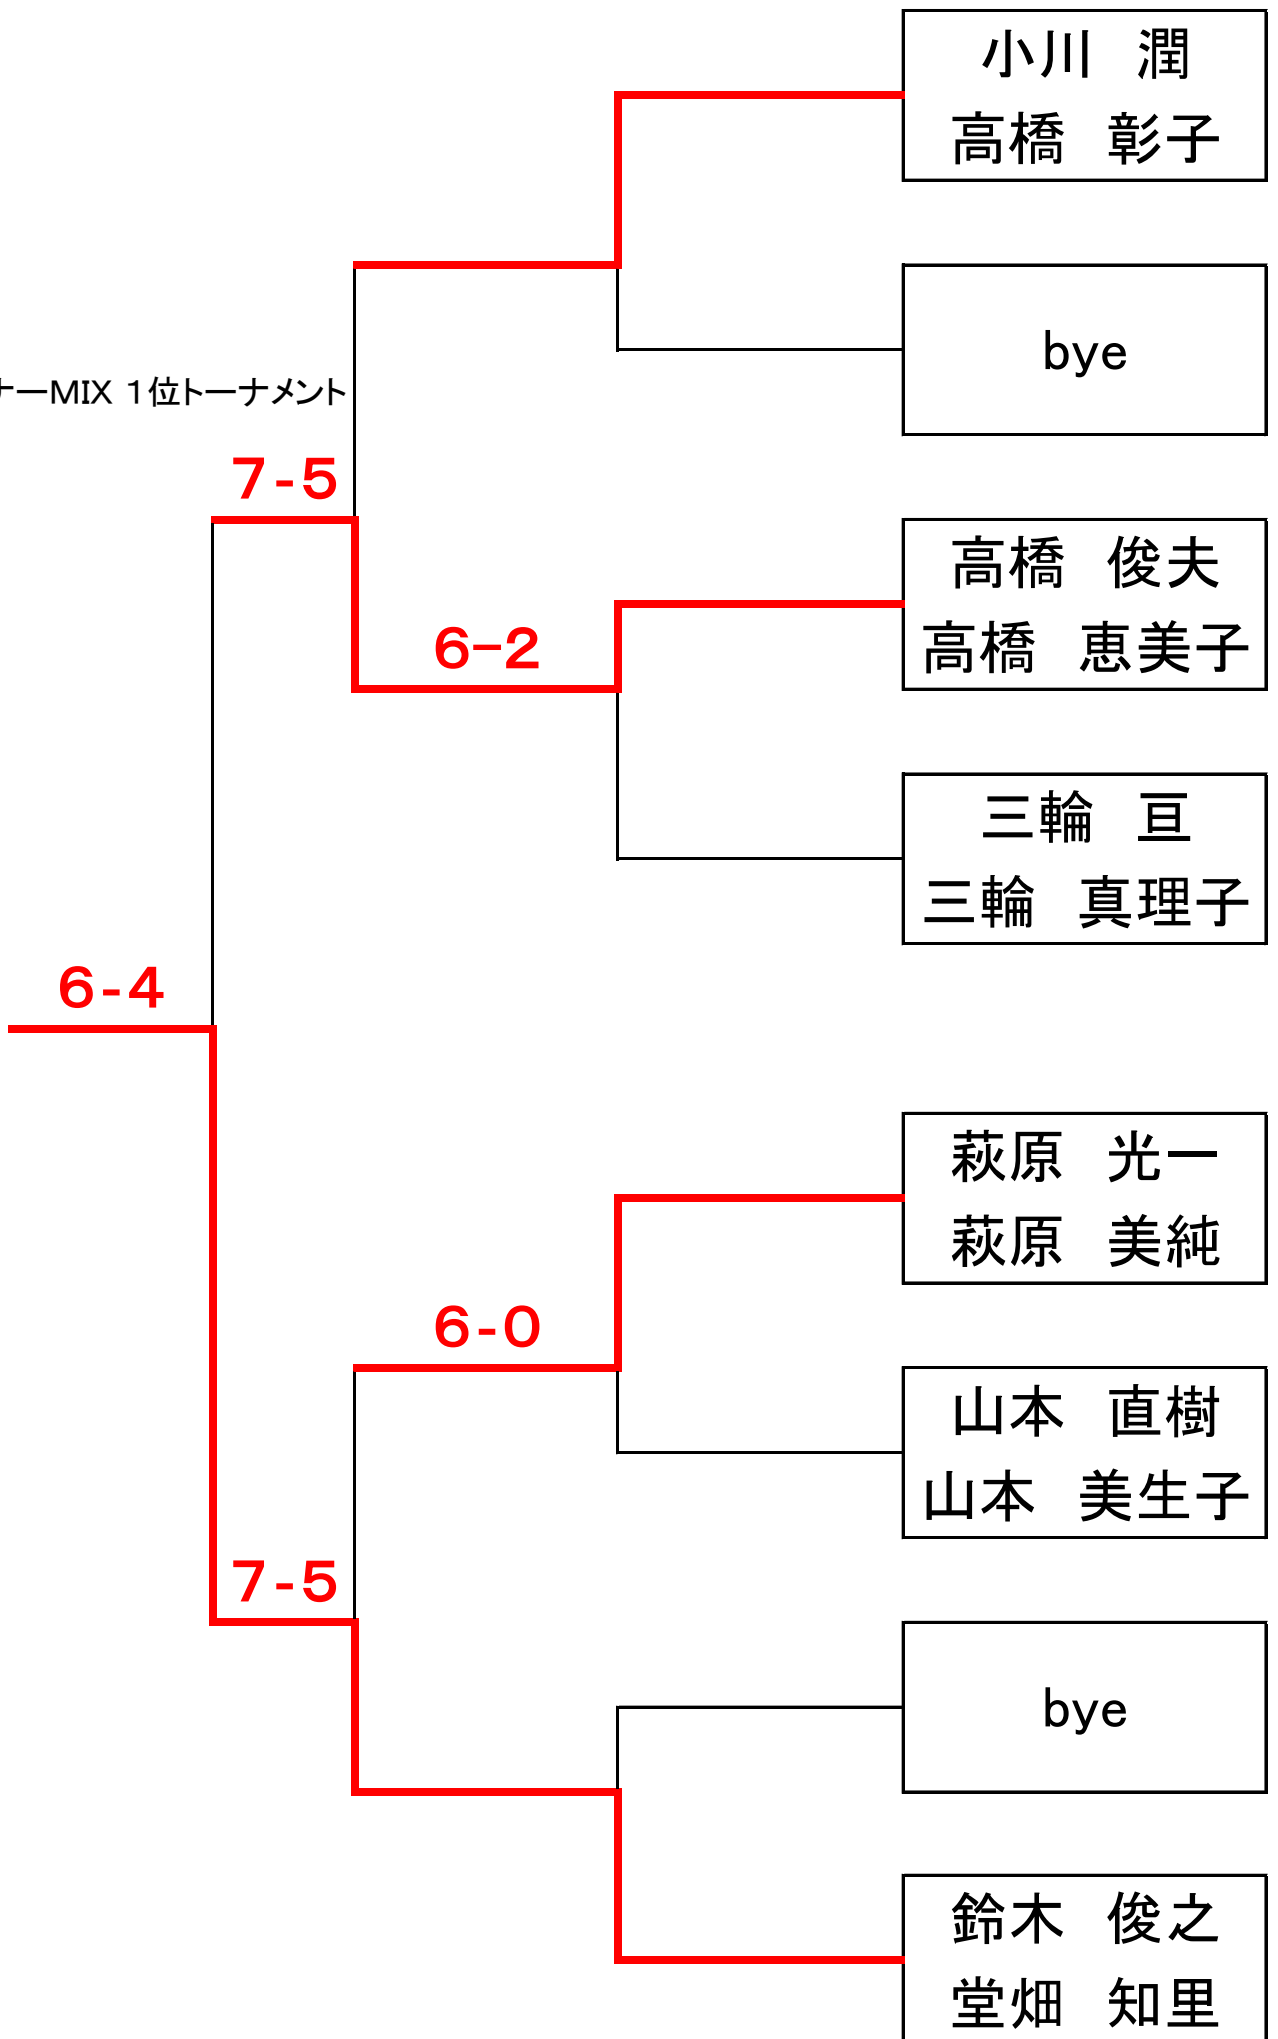 小川　潤
高橋　彰子
bye
ナーMIX 1位トーナメント
7-5
高橋　俊夫
6-2
高橋　恵美子
三輪　亘
三輪　真理子
6-4
萩原　光一
萩原　美純
6-0
山本　直樹
山本　美生子
7-5
bye
鈴木　俊之
堂畑　知里